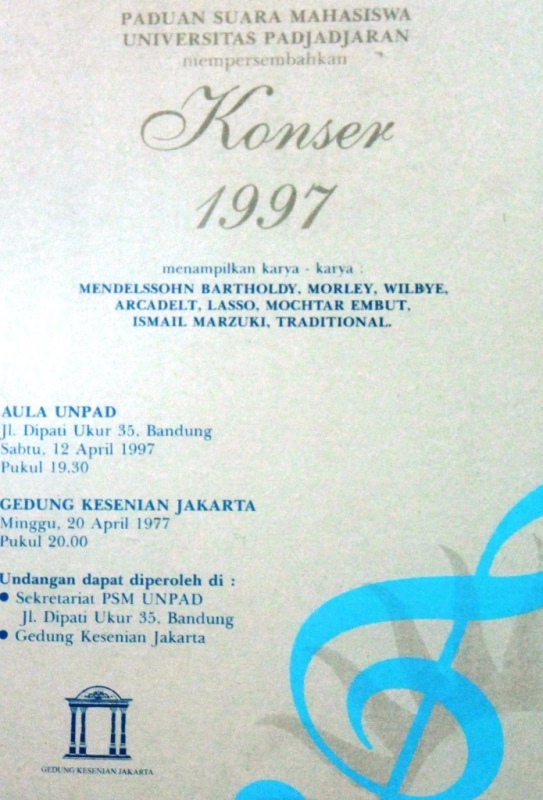 PADUAN SUARA MAHASISWA
UNIVERSITAS PADJADJARAN
mempersembahkan
Konser
1997
menampilkan karya - karya :
MENDELSSOHN BARTHOLDY, MORLEY, WILBYE,
ARCADELT, LASSO, MOCHTAR EMBUT,
ISMAIL MARZUKI, TRADITIONAL.
AULA UNPAD
Jl. Dipati Ukur 35, Bandung
Sabtu, 12 April 1997
Pukul 19.30
GEDUNG KESENIAN JAKARTA
Minggu, 20 April 1977
Pukul 20.00
Undangan dapat diperoleh di :
• Sekretariat PSM UNPAD
Jl. Dipati Ukur 35, Bandung
• Gedung Kesenian Jakarta
GEDUNG KESENIAN JAKARTA